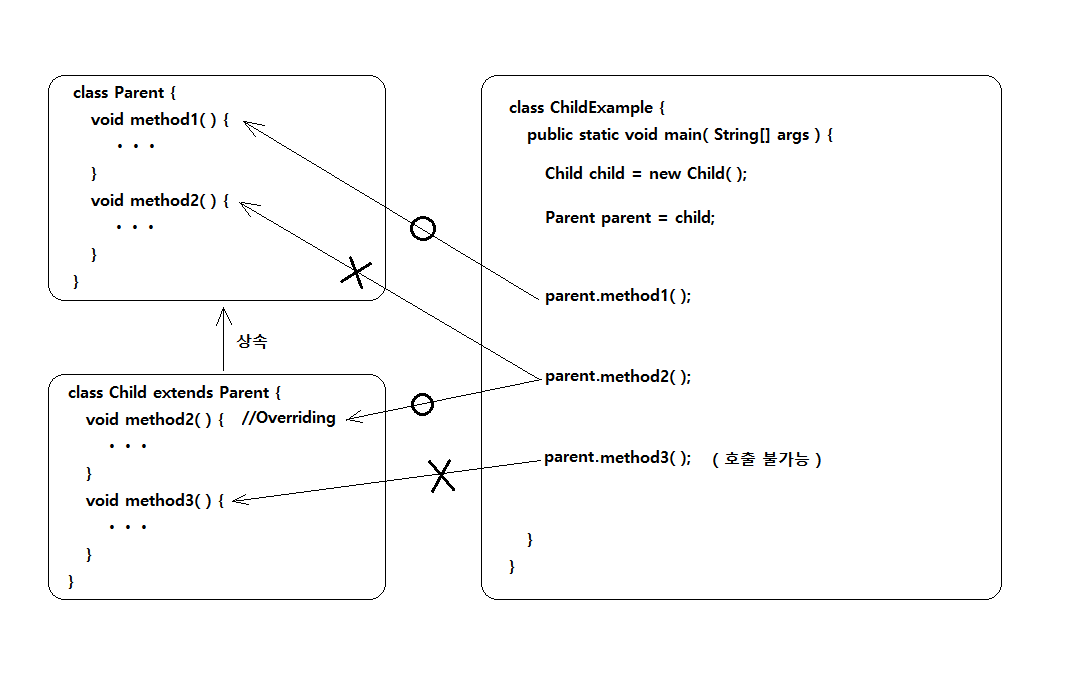 class Parent {
void method1( ) {
• • •
}
void method2( ) {
• • •
}
}
상속
class Child extends Parent {
void method2( ) { //Overriding
• • •
}
void method3( ) {
• • •
}
}
class ChildExample {
public static void main( String[] args ) {
Child child = new Child( );
Parent parent = child;
parent.method1( );
parent.method2( );
parent.method3( ); ( 호출 불가능 )
}
}